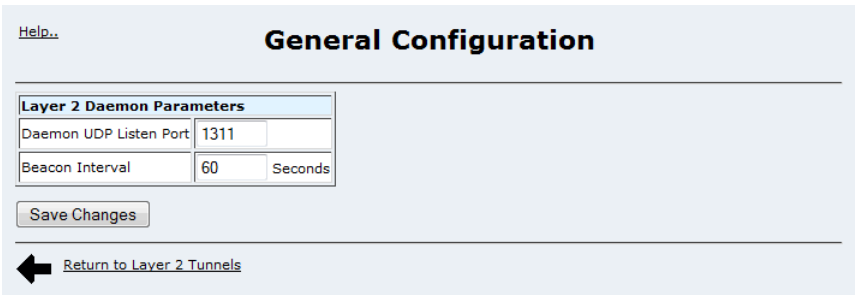 Help..
General Configuration
Layer 2 Daemon Parameters
Daemon UDP Listen Port 1311
Beacon Interval 60 Seconds
Save Changes
Return to Layer 2 Tunnels